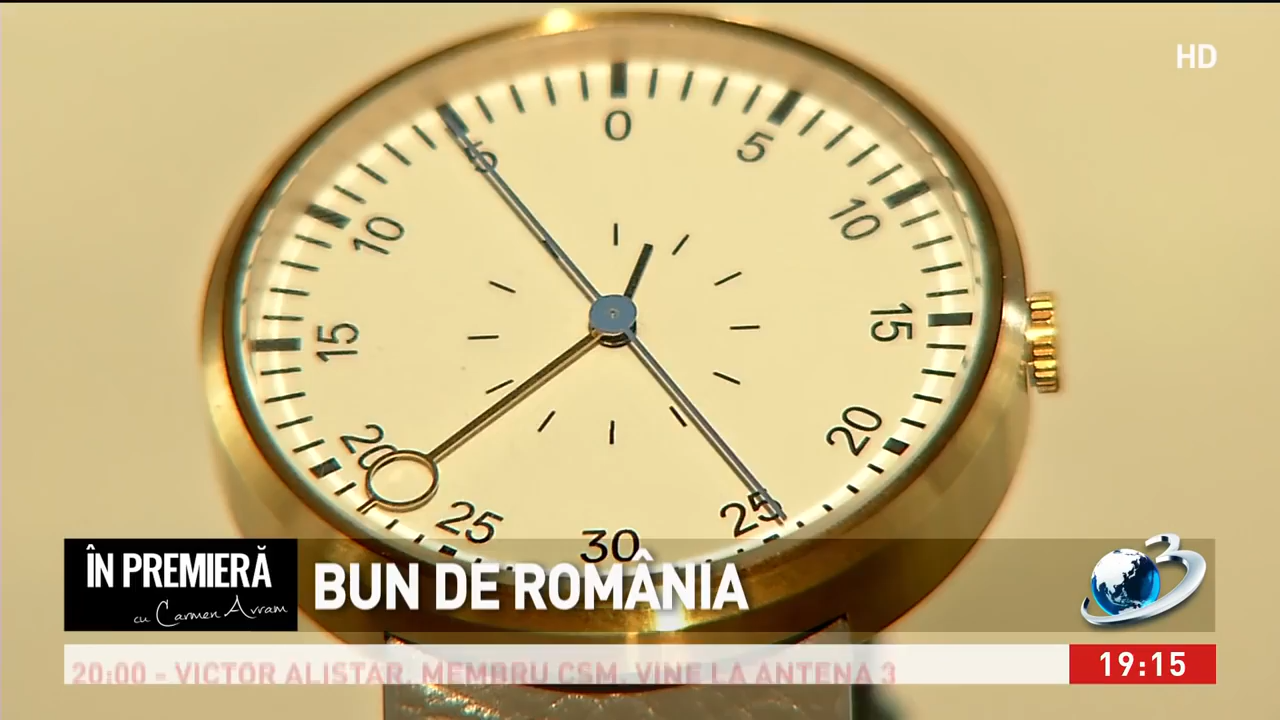 HD
0
5
5
10
10
15
15
20
20
25
25
30
ÎN PREMIERĂ
cu Carmen Avram
BUN DE ROMÂNIA
3
20:00 - VICTOR ALISTAR, MEMBRU CSM, VINE LA ANTENA 3
19:15